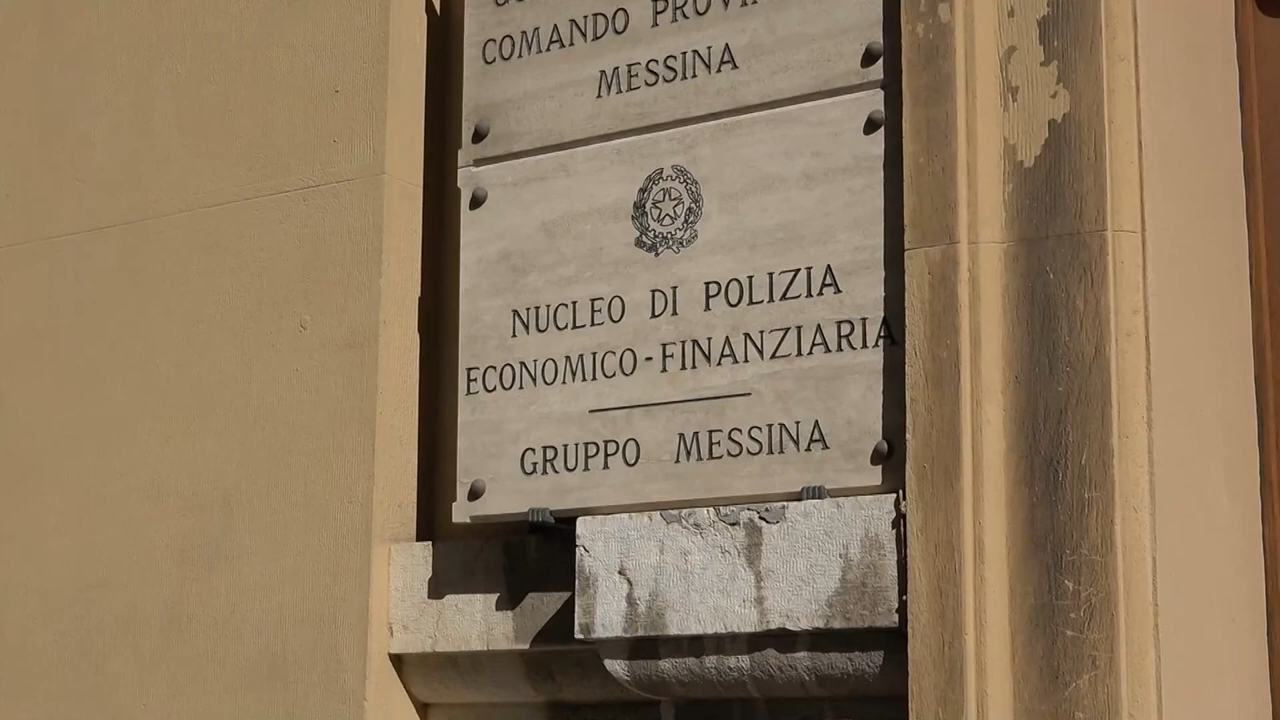 COMANDO
MESSINA
NUCLEO DI POLIZIA
ECONOMICO-FINANZIARIA
GRUPPO MESSINA